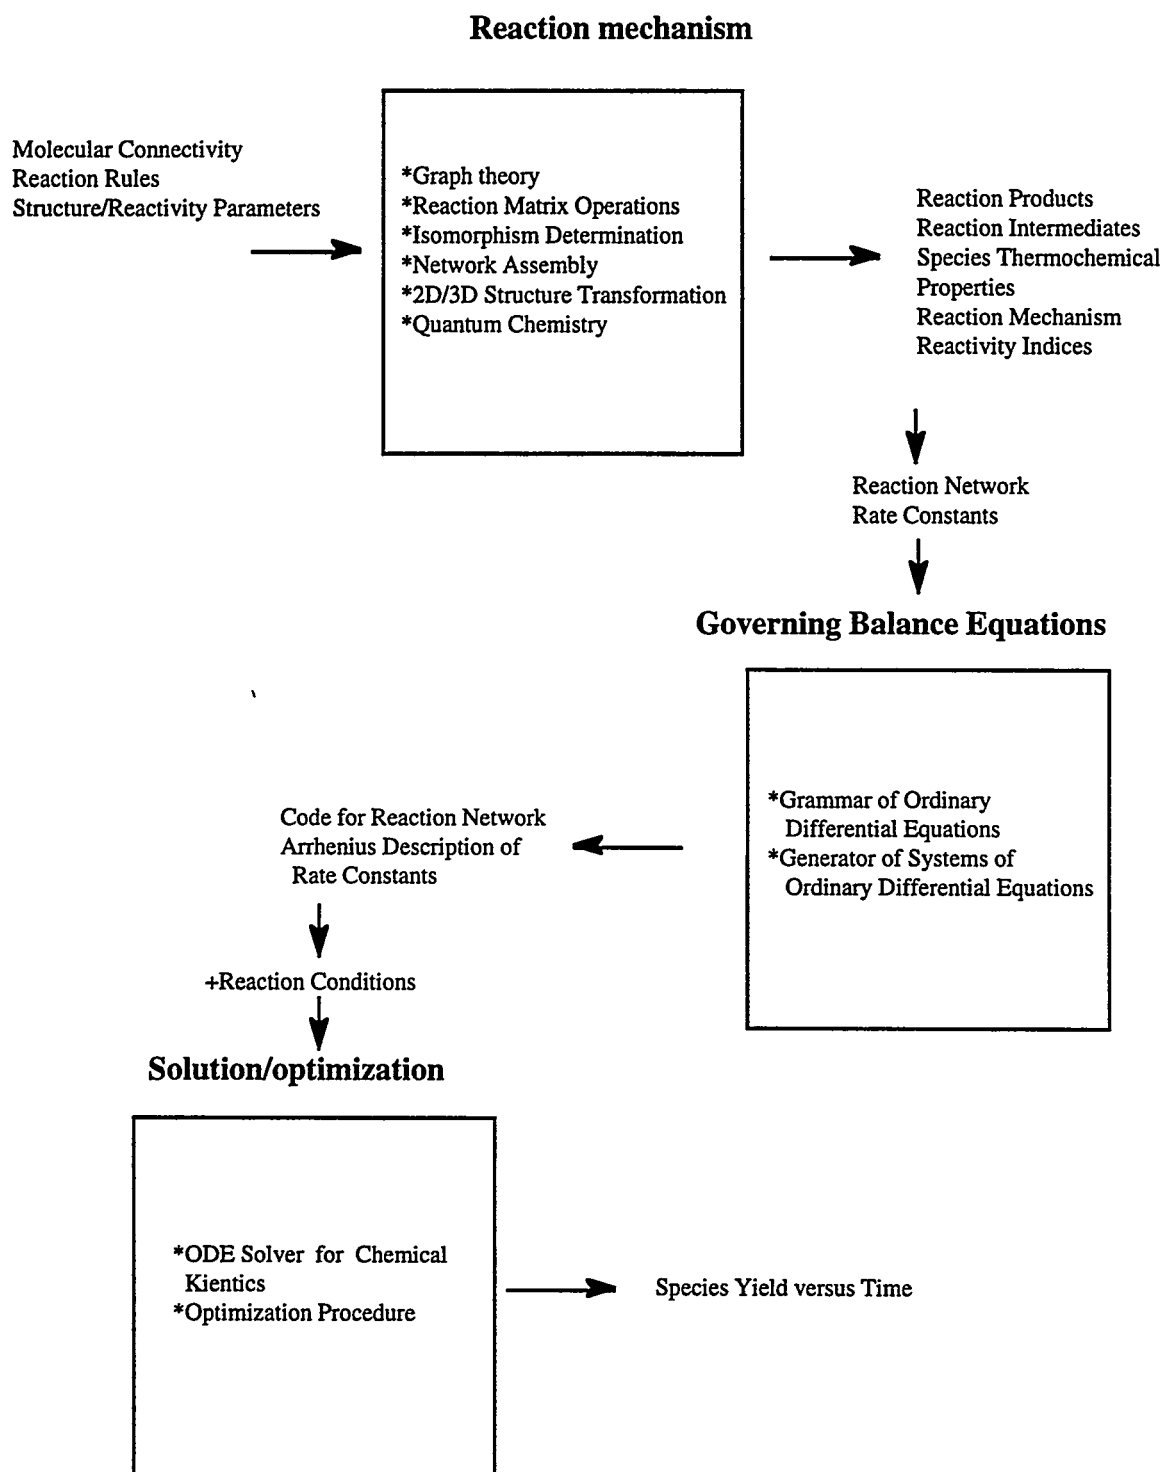 Reaction mechanism
Molecular Connectivity
Reaction Rules
Structure/Reactivity Parameters
*Graph theory
*Reaction Matrix Operations
*Isomorphism Determination
*Network Assembly
*2D/3D Structure Transformation
*Quantum Chemistry
Reaction Products
Reaction Intermediates
Species Thermochemical
Properties
Reaction Mechanism
Reactivity Indices
Reaction Network
Rate Constants
Governing Balance Equations
*Grammar of Ordinary
Differential Equations
*Generator of Systems of
Ordinary Differential Equations
Code for Reaction Network
Arrhenius Description of
Rate Constants
+Reaction Conditions
Solution/optimization
*ODE Solver for Chemical
Kientics
*Optimization Procedure
Species Yield versus Time